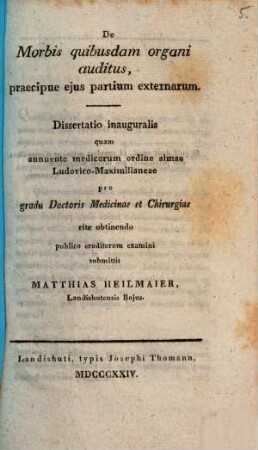 5.
De
Morbis quibusdam organi
auditus,
praecipue ejus partium externarum.
Dissertatio inauguralis
quam
annuente medicorum ordine almae
Ludovico-Maximilianeae
pro
gradu Doctoris Medicinae et Chirurgiae
rite obtinendo
publico eruditorum examini
submittit
MATTHIAS HEILMAIER,
Landishutensis Bojus.
Landishuti, typis Josephi Thomann,
MDCCCXXIV.